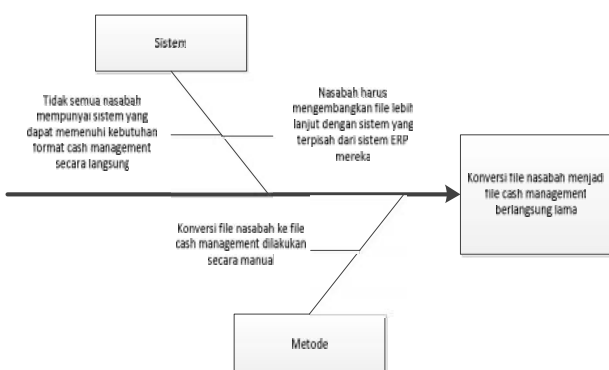 Sistem
Tidak semua nasabah
mempunyai sistem yang
dapat memenuhi kebutuhan
format cash management
secara langsung
Nasabah harus
mengembangkan file lebih
lanjut dengan sistem yang
terpisah dari sistem ERP
mereka
Konversi file nasabah menjadi
file cash management
berlangsung lama
Konversi file nasabah ke file
cash management dilakukan
secara manual
Metode